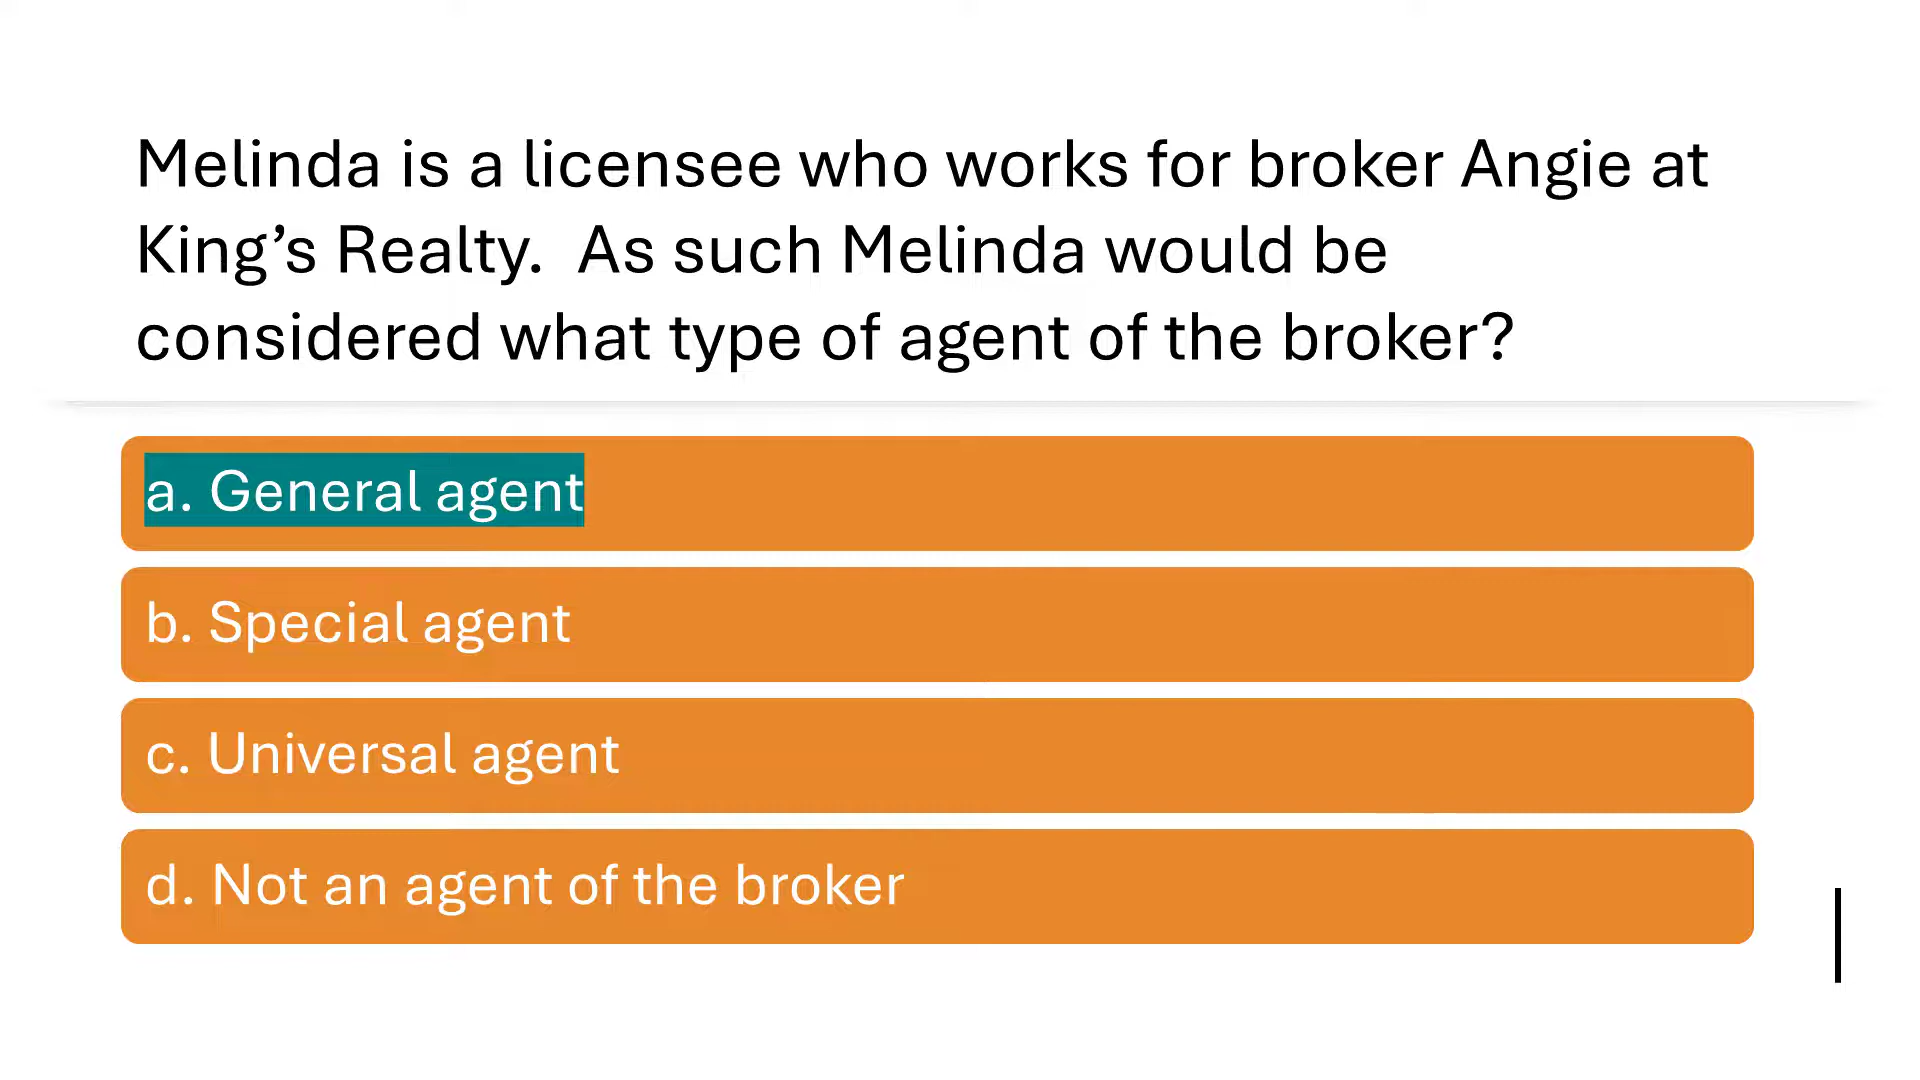 Melinda is a licensee who works for broker Angie at
King’s Realty.  As such Melinda would be
considered what type of agent of the broker?
a. General agent
b. Special agent
c. Universal agent
d. Not an agent of the broker